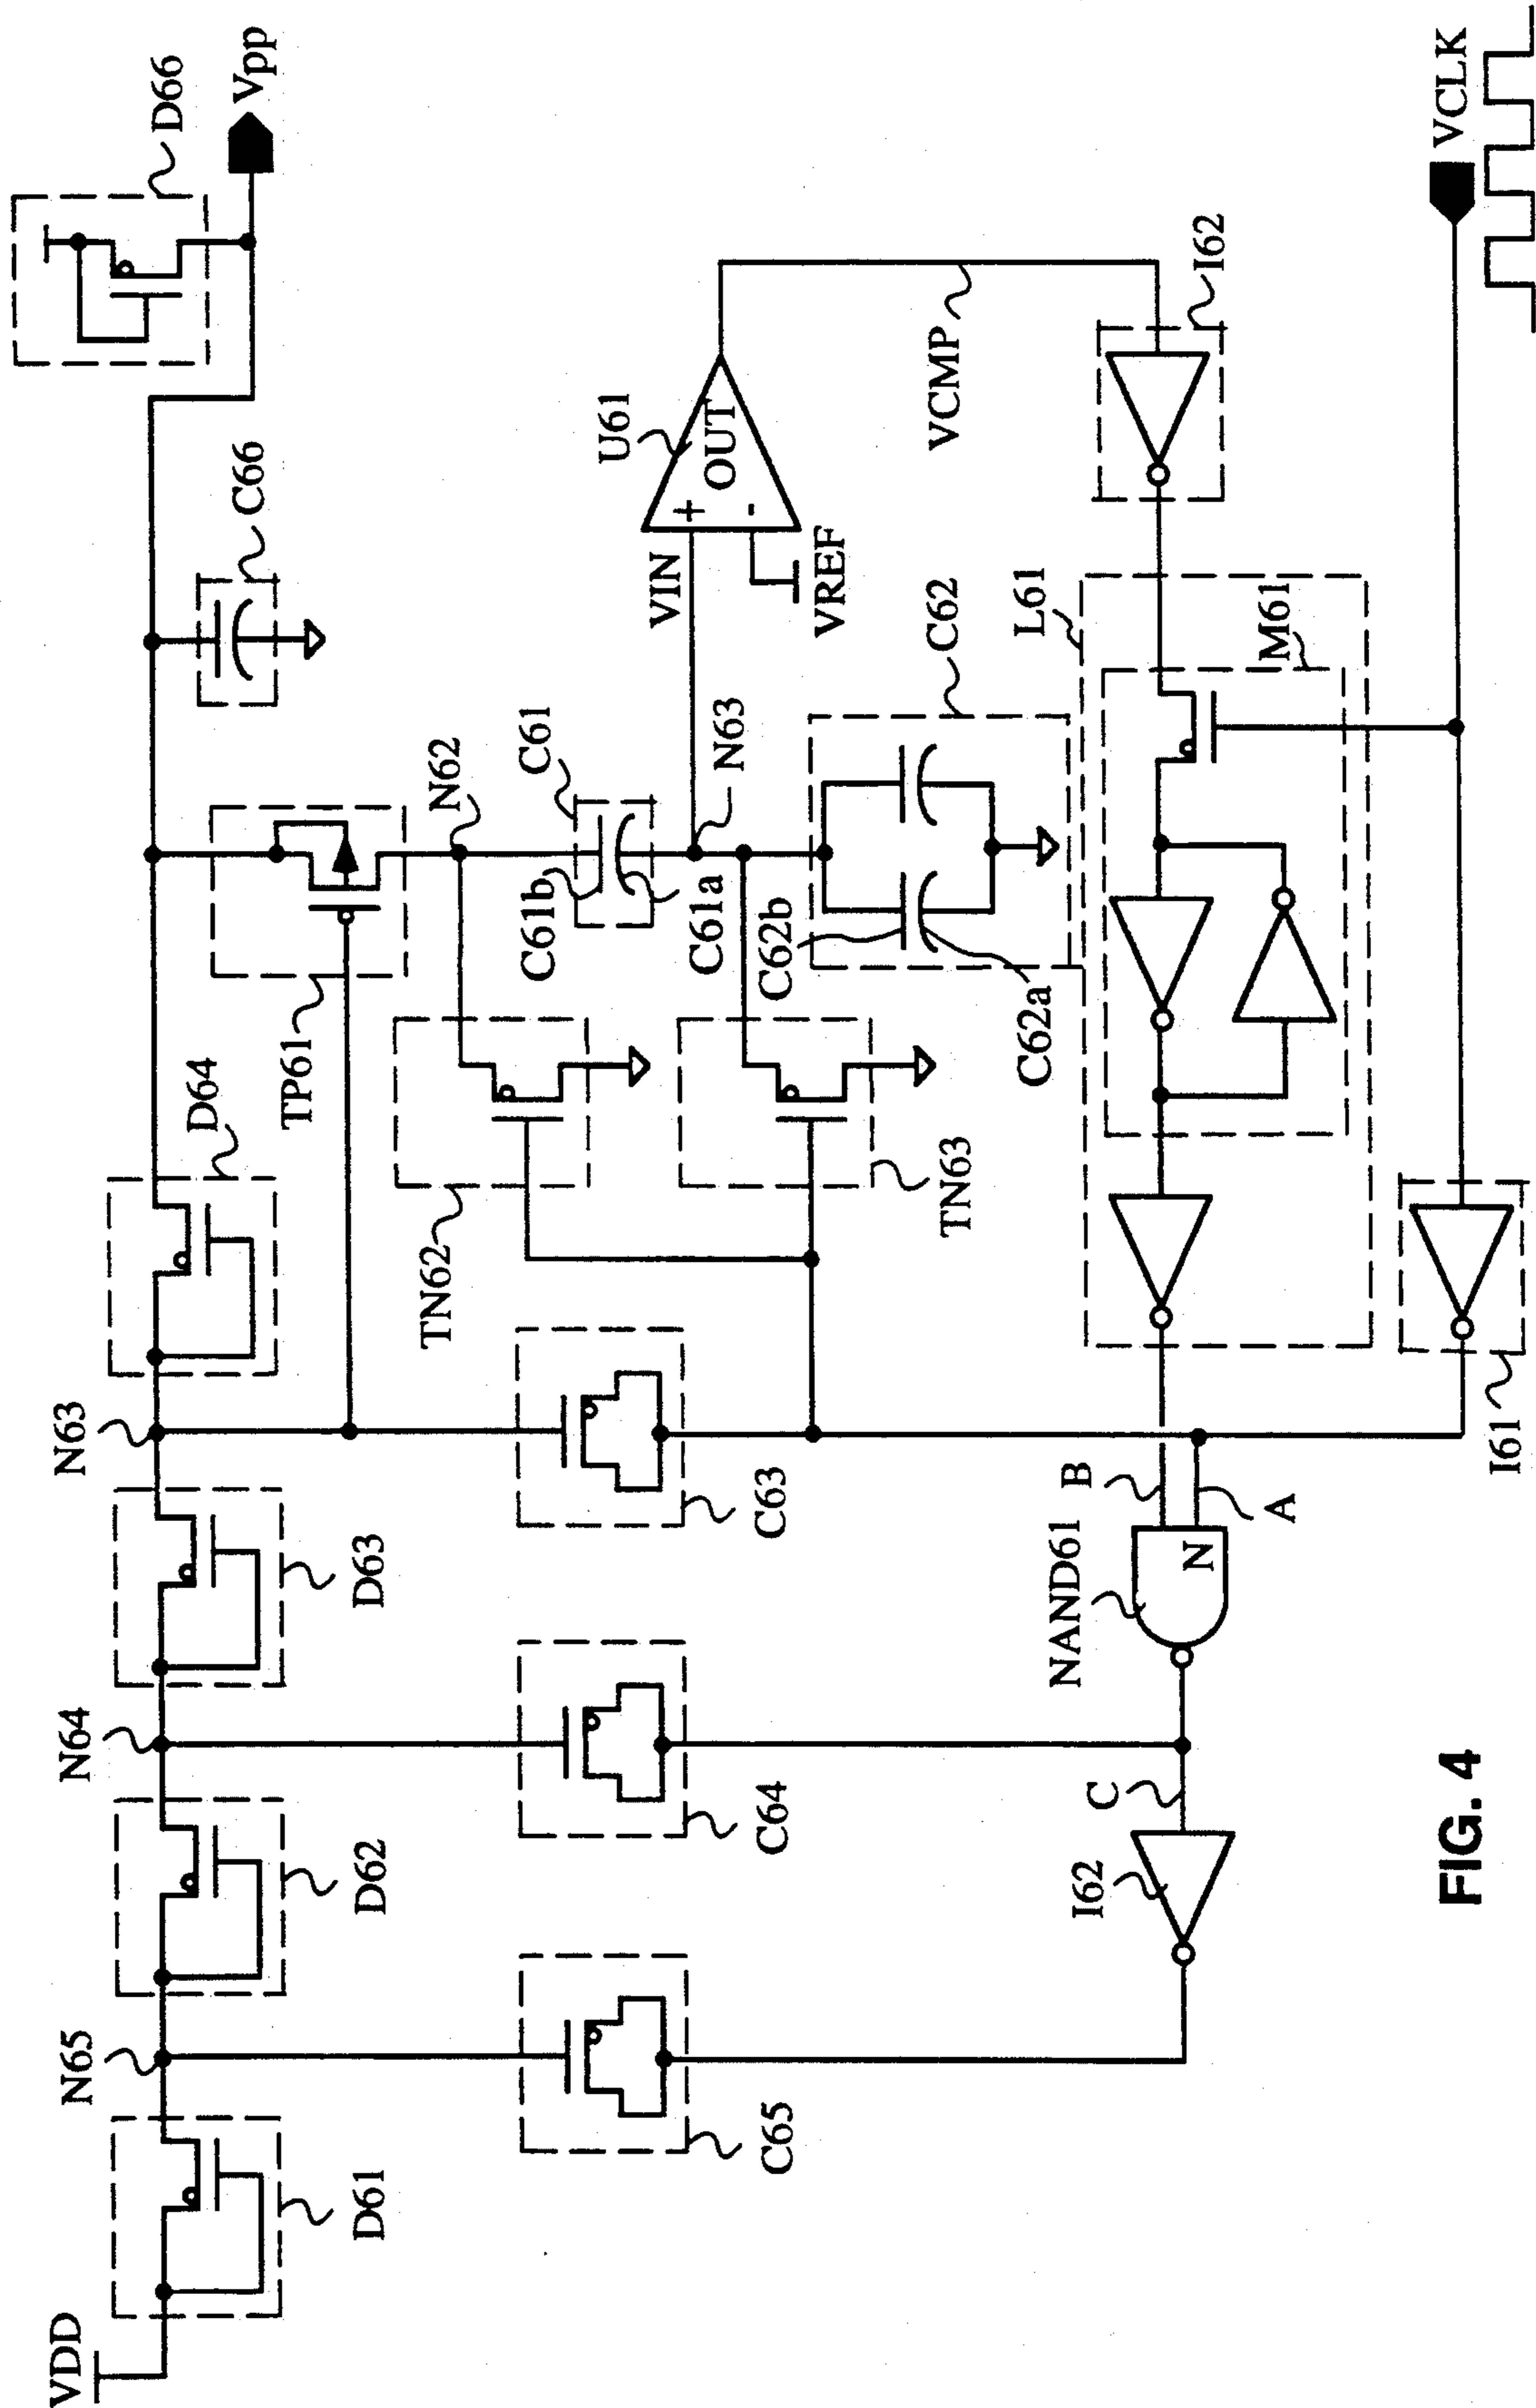 VDD
D61
N65
D62
N64
D63
N63
D64
D66
Vpp
C66
TP61
N62
C61
C61b
C61a
N63
VIN
U61
+
OUT
-
VREF
VCMP
C62
C62b
C62a
TN62
TN63
C63
C64
C65
L61
M61
I62
VCLK
I61
B
A
NAND61
N
C
I62
FIG. 4